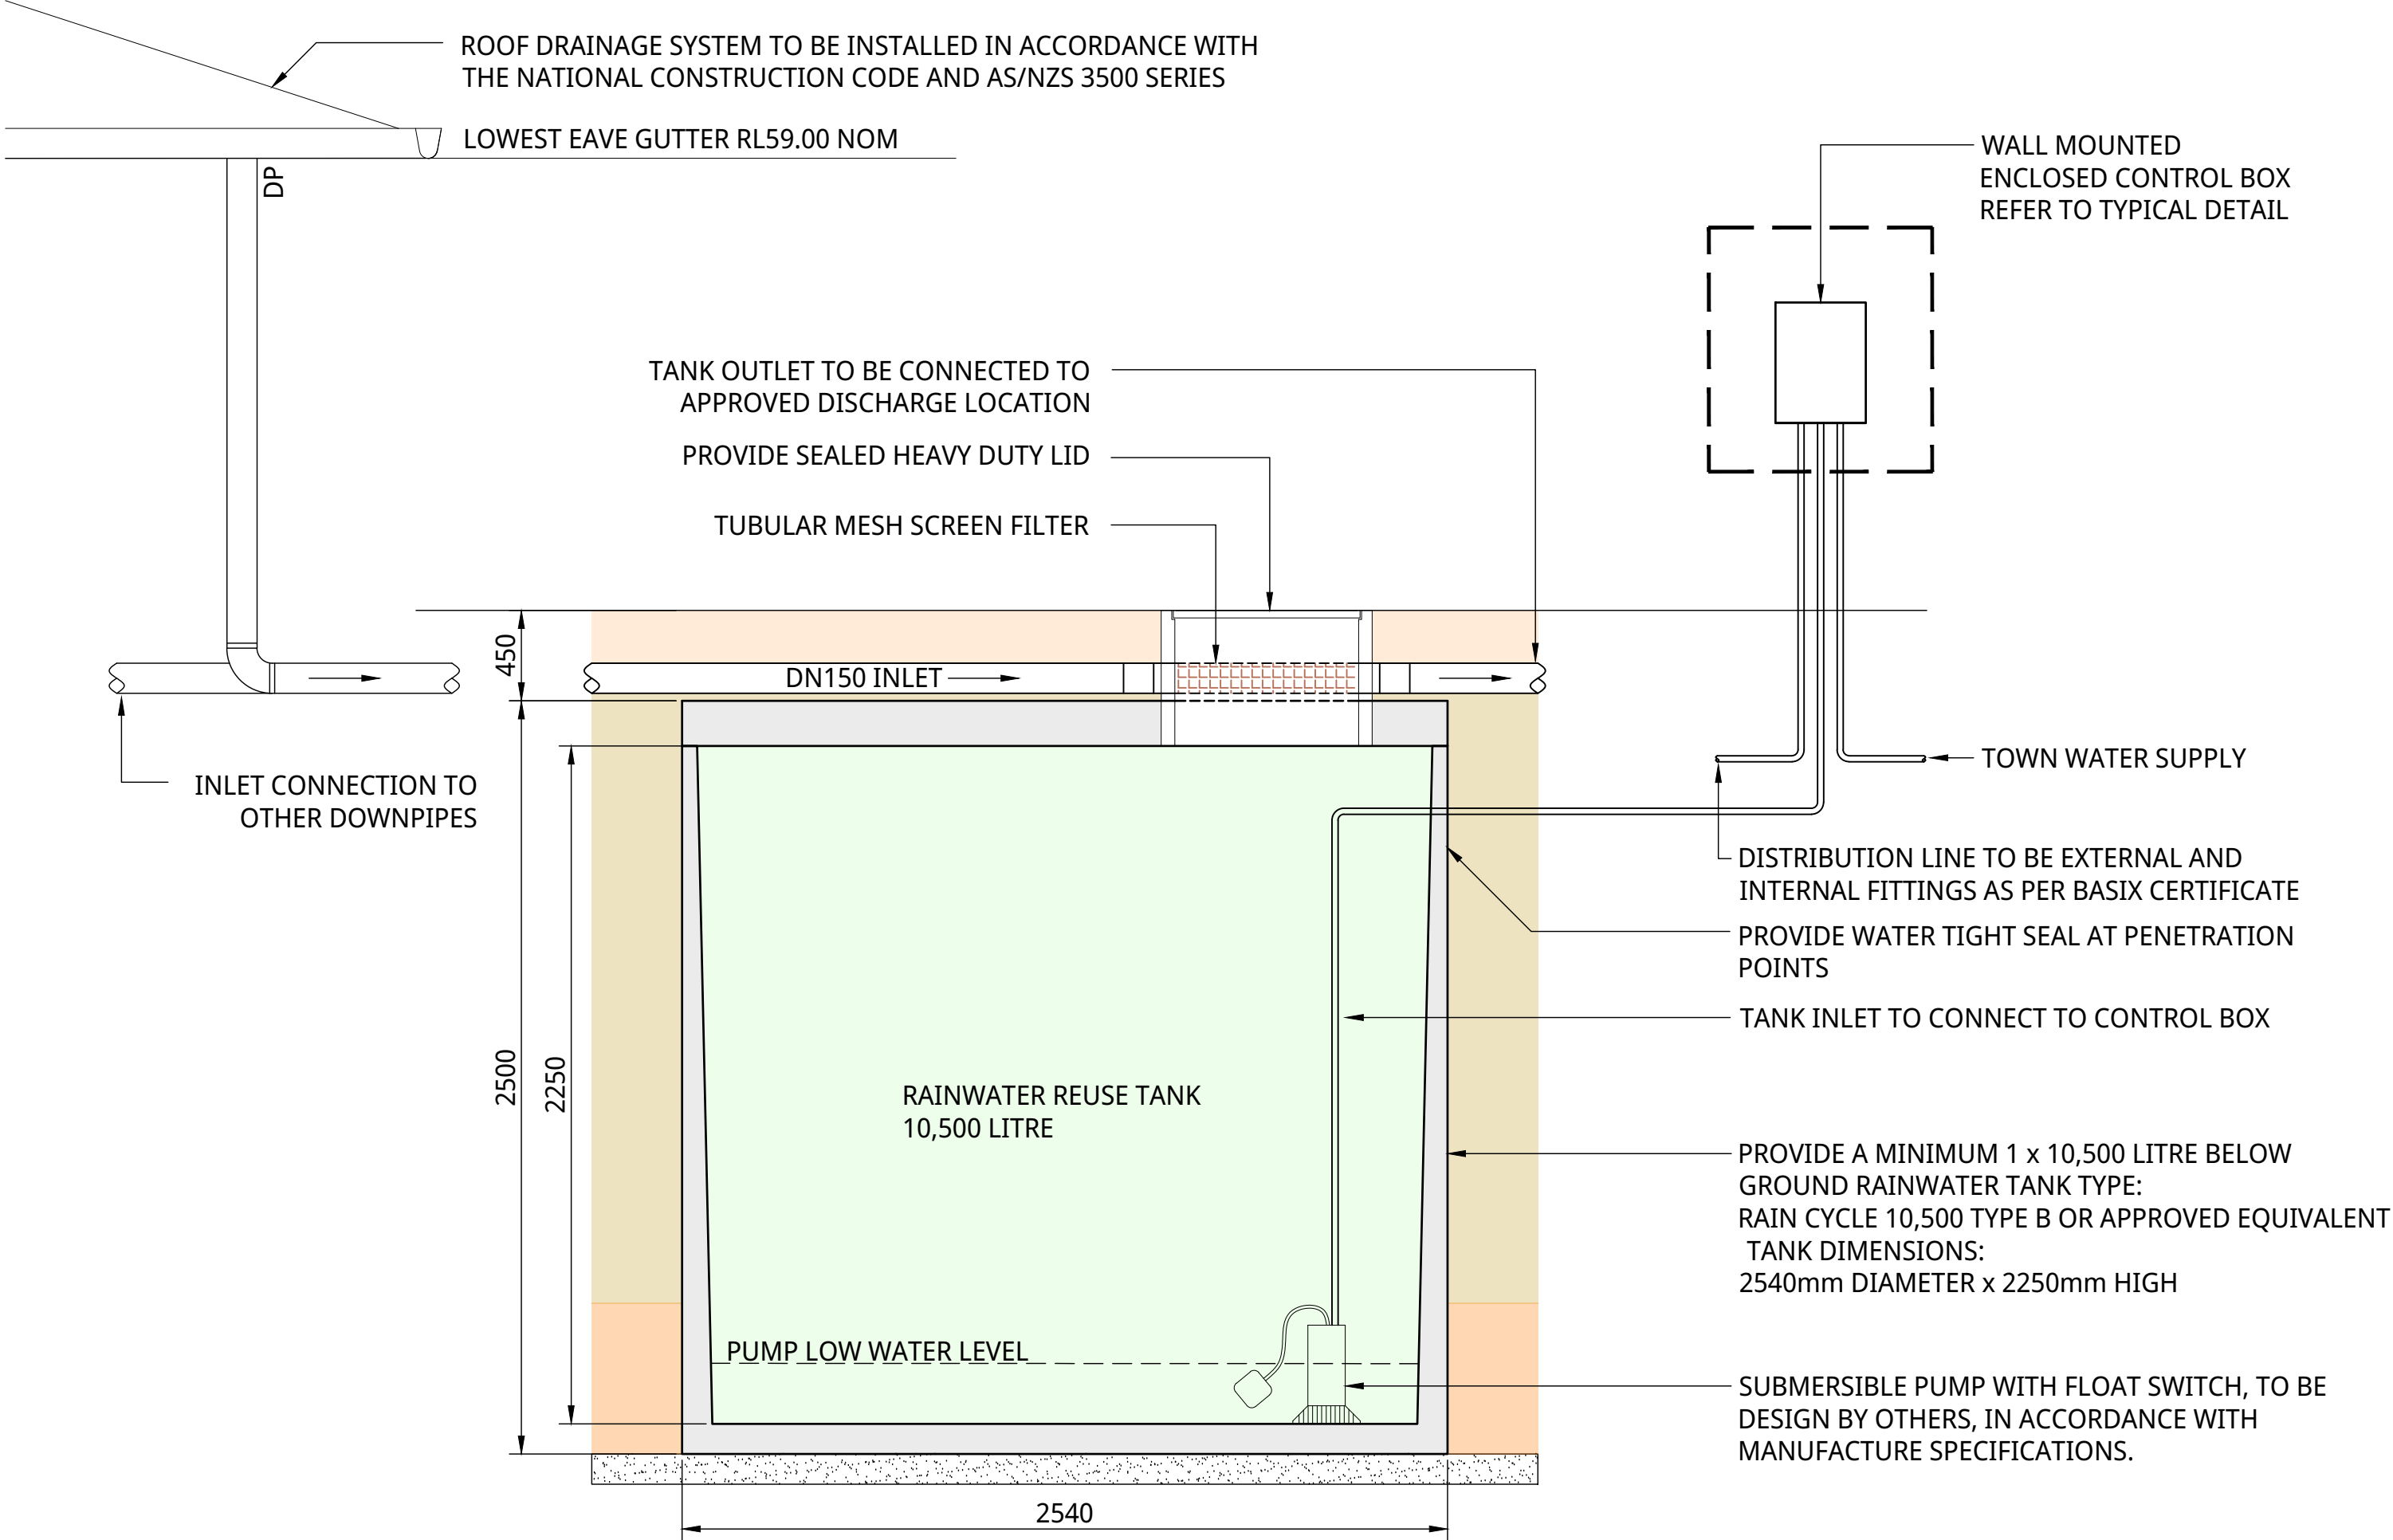 ROOF DRAINAGE SYSTEM TO BE INSTALLED IN ACCORDANCE WITH
THE NATIONAL CONSTRUCTION CODE AND AS/NZS 3500 SERIES
LOWEST EAVE GUTTER RL59.00 NOM
DP
WALL MOUNTED
ENCLOSED CONTROL BOX
REFER TO TYPICAL DETAIL
TANK OUTLET TO BE CONNECTED TO
APPROVED DISCHARGE LOCATION
PROVIDE SEALED HEAVY DUTY LID
TUBULAR MESH SCREEN FILTER
450
DN150 INLET
INLET CONNECTION TO
OTHER DOWNPIPES
TOWN WATER SUPPLY
DISTRIBUTION LINE TO BE EXTERNAL AND
INTERNAL FITTINGS AS PER BASIX CERTIFICATE
PROVIDE WATER TIGHT SEAL AT PENETRATION
POINTS
TANK INLET TO CONNECT TO CONTROL BOX
2500
2250
RAINWATER REUSE TANK
10,500 LITRE
PROVIDE A MINIMUM 1 x 10,500 LITRE BELOW
GROUND RAINWATER TANK TYPE:
RAIN CYCLE 10,500 TYPE B OR APPROVED EQUIVALENT
TANK DIMENSIONS:
2540mm DIAMETER x 2250mm HIGH
PUMP LOW WATER LEVEL
SUBMERSIBLE PUMP WITH FLOAT SWITCH, TO BE
DESIGN BY OTHERS, IN ACCORDANCE WITH
MANUFACTURE SPECIFICATIONS.
2540